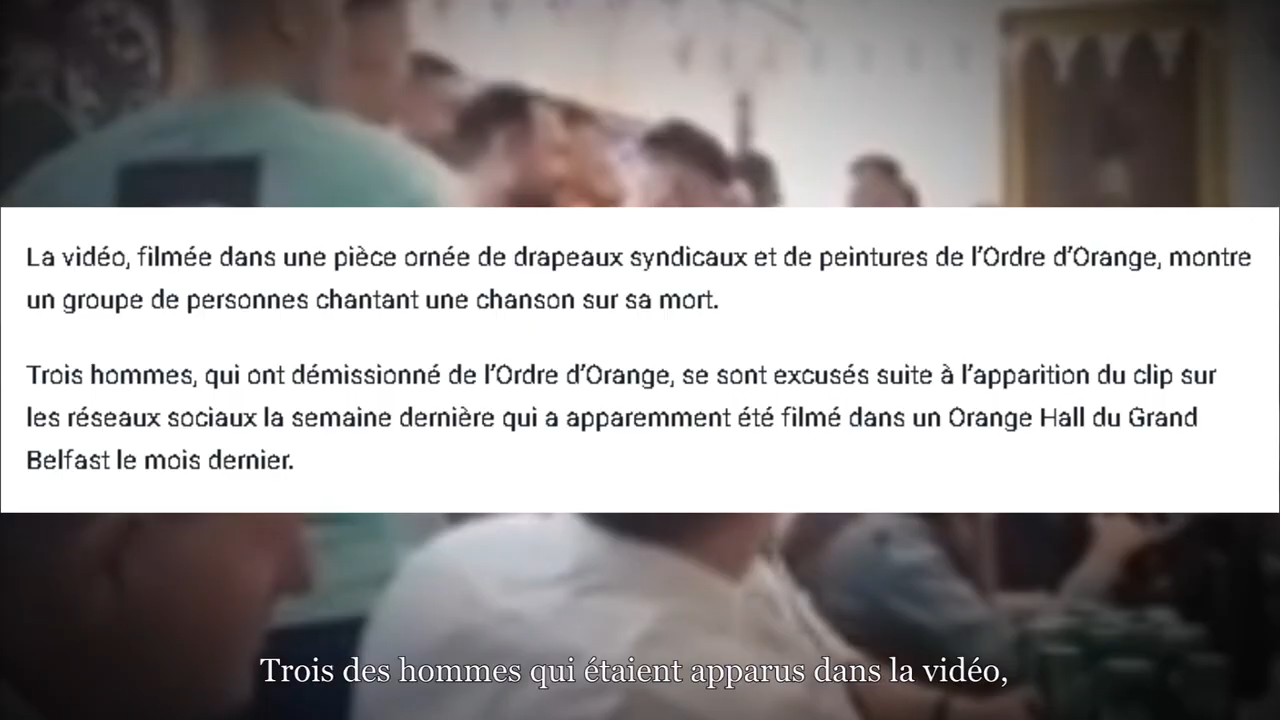 La vidéo, filmée dans une pièce ornée de drapeaux syndicaux et de peintures de l’Ordre d’Orange, montre
un groupe de personnes chantant une chanson sur sa mort.
Trois hommes, qui ont démissionné de l’Ordre d’Orange, se sont excusés suite à l’apparition du clip sur
les réseaux sociaux la semaine dernière qui a apparemment été filmé dans un Orange Hall du Grand
Belfast le mois dernier.
Trois des hommes qui étaient apparus dans la vidéo,